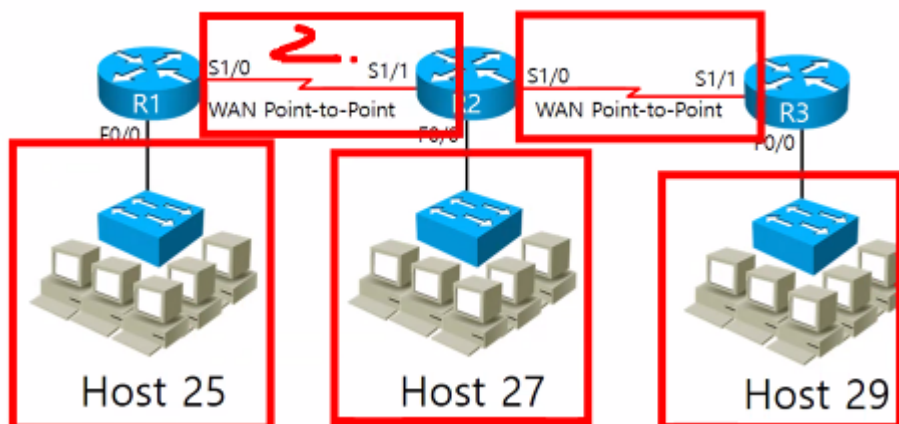 2.
S1/0 S1/1 S1/0 S1/1
R1 R2 R3
WAN Point-to-Point WAN Point-to-Point
F0/0 F0/0 F0/0
Host 25 Host 27 Host 29